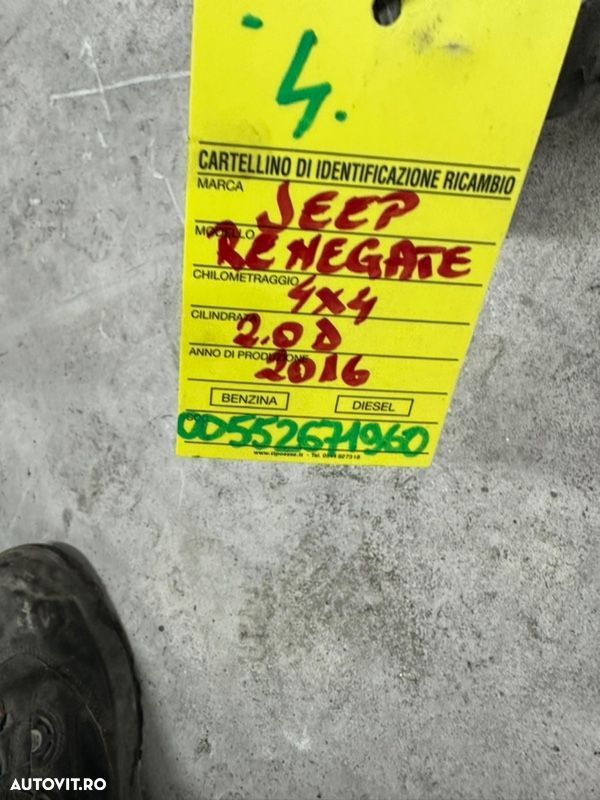 - 4.
CARTELLINO DI IDENTIFICAZIONE RICAMBIO
MARCA JEEP
MODELLO RENEGATE
CHILOMETRAGGIO 4x4
CILINDRATA 2.0 D
ANNO DI PRODUZIONE 2016
BENZINA DIESEL
00552671960
AUTOVIT.RO